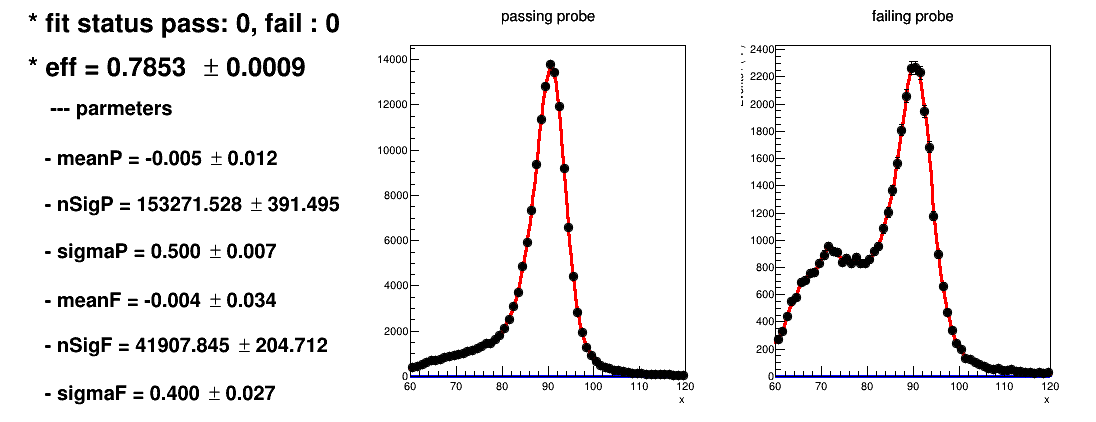 * fit status pass: 0, fail : 0
* eff = 0.7853 ± 0.0009
--- parmeters
- meanP = -0.005 ± 0.012
- nSigP = 153271.528 ± 391.495
- sigmaP = 0.500 ± 0.007
- meanF = -0.004 ± 0.034
- nSigF = 41907.845 ± 204.712
- sigmaF = 0.400 ± 0.027
passing probe
14000
12000
10000
8000
6000
4000
2000
0
60 70 80 90 100 110 120
x
failing probe
2400
2200
2000
1800
1600
1400
1200
1000
800
600
400
200
0
60 70 80 90 100 110 120
x